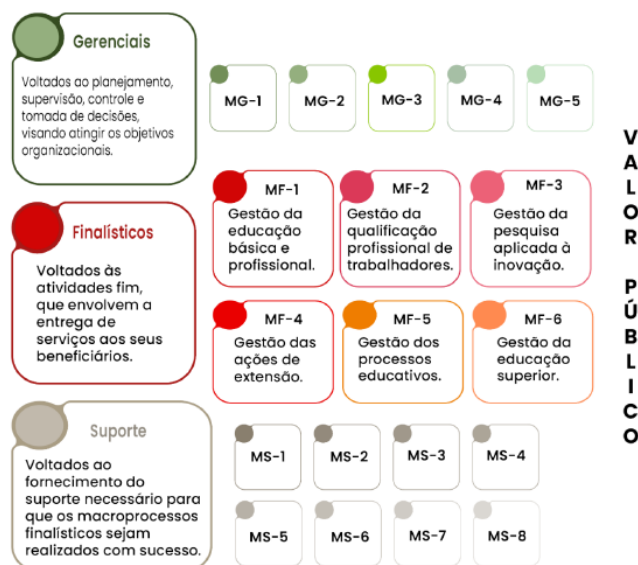 Gerenciais
Voltados ao planejamento,
supervisão, controle e
tomada de decisões,
visando atingir os objetivos
organizacionais.
MG-1
MG-2
MG-3
MG-4
MG-5
Finalísticos
Voltados às
atividades fim,
que envolvem a
entrega de
serviços aos seus
beneficiários.
MF-1
Gestão da
educação
básica e
profissional.
MF-2
Gestão da
qualificação
profissional de
trabalhadores.
MF-3
Gestão da
pesquisa
aplicada à
inovação.
MF-4
Gestão das
ações de
extensão.
MF-5
Gestão dos
processos
educativos.
MF-6
Gestão da
educação
superior.
Suporte
Voltados ao
fornecimento do
suporte necessário para
que os macroprocessos
finalísticos sejam
realizados com sucesso.
MS-1
MS-2
MS-3
MS-4
MS-5
MS-6
MS-7
MS-8
VALOR PÚBLICO